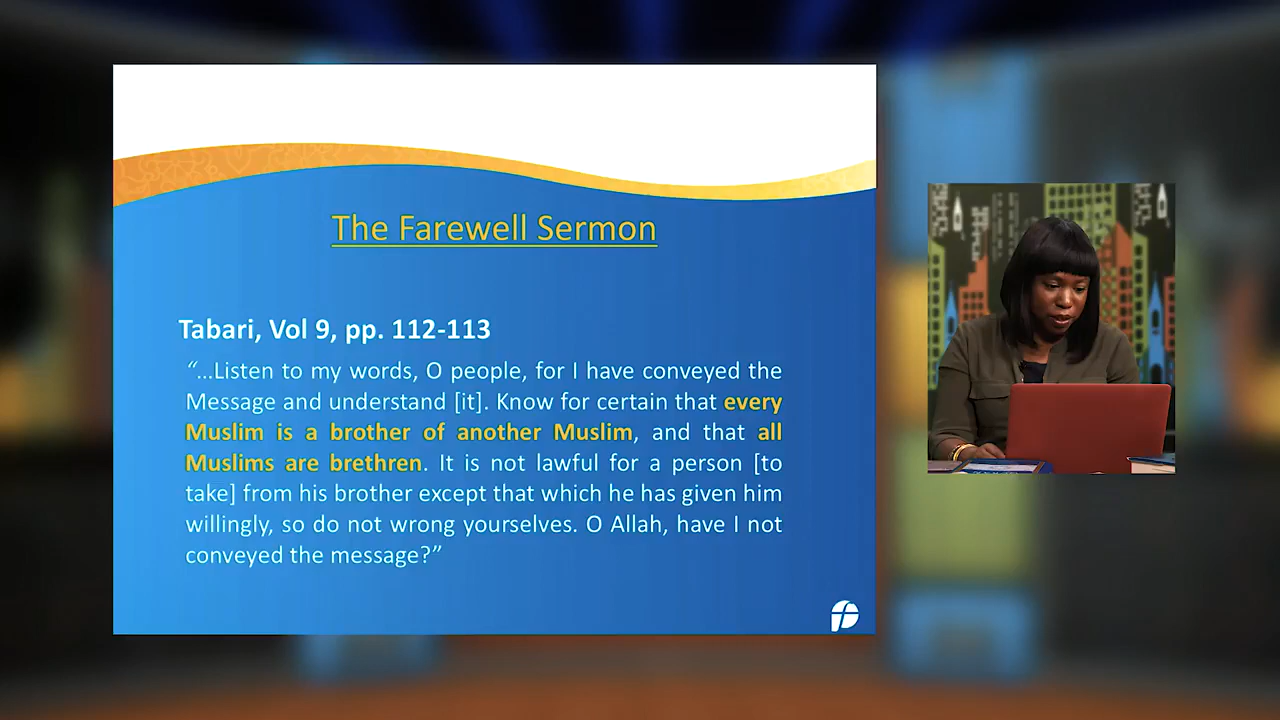 The Farewell Sermon
Tabari, Vol 9, pp. 112-113
“...Listen to my words, O people, for I have conveyed the
Message and understand [it]. Know for certain that every
Muslim is a brother of another Muslim, and that all
Muslims are brethren. It is not lawful for a person [to
take] from his brother except that which he has given him
willingly, so do not wrong yourselves. O Allah, have I not
conveyed the message?”